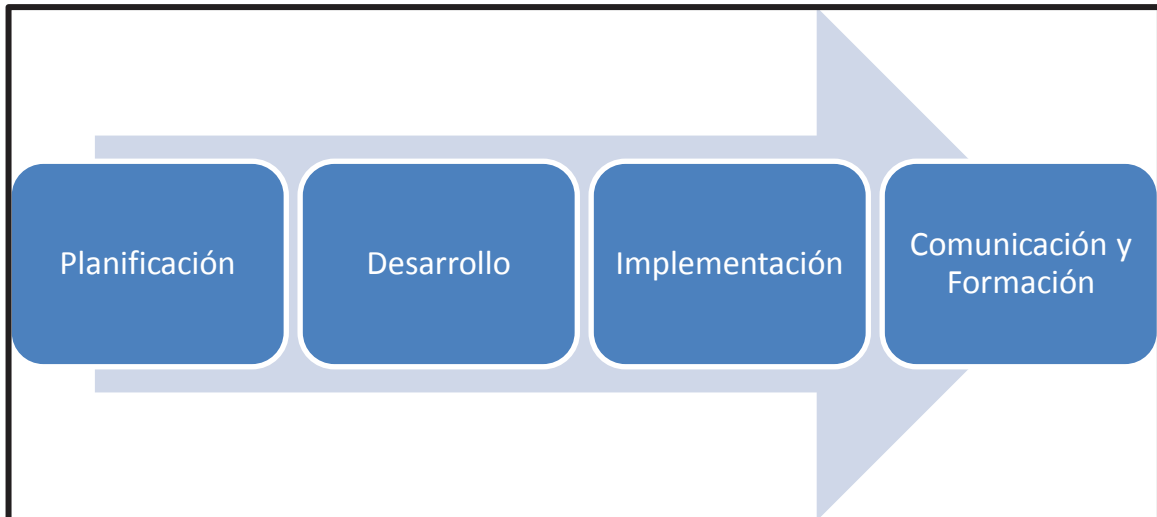 Planificación
Desarrollo
Implementación
Comunicación y
Formación